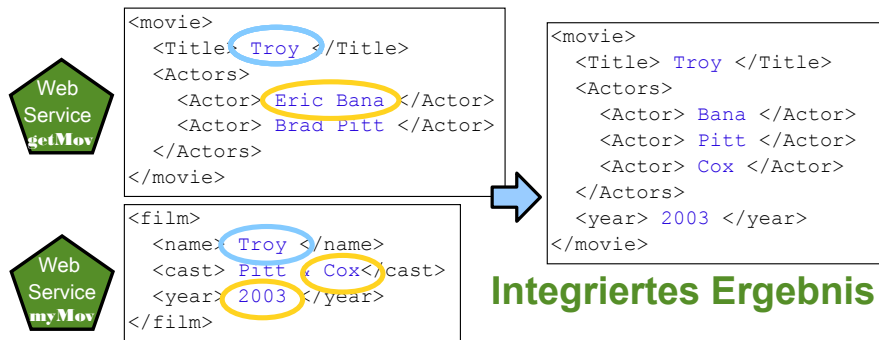 Web
Service
getMov
<movie>
  <Title> Troy </Title>
  <Actors>
    <Actor> Eric Bana </Actor>
    <Actor> Brad Pitt </Actor>
  </Actors>
</movie>
Web
Service
myMov
<film>
  <name> Troy </name>
  <cast> Pitt & Cox</cast>
  <year> 2003 </year>
</film>
<movie>
  <Title> Troy </Title>
  <Actors>
    <Actor> Bana </Actor>
    <Actor> Pitt </Actor>
    <Actor> Cox </Actor>
  </Actors>
  <year> 2003 </year>
</movie>
Integriertes Ergebnis